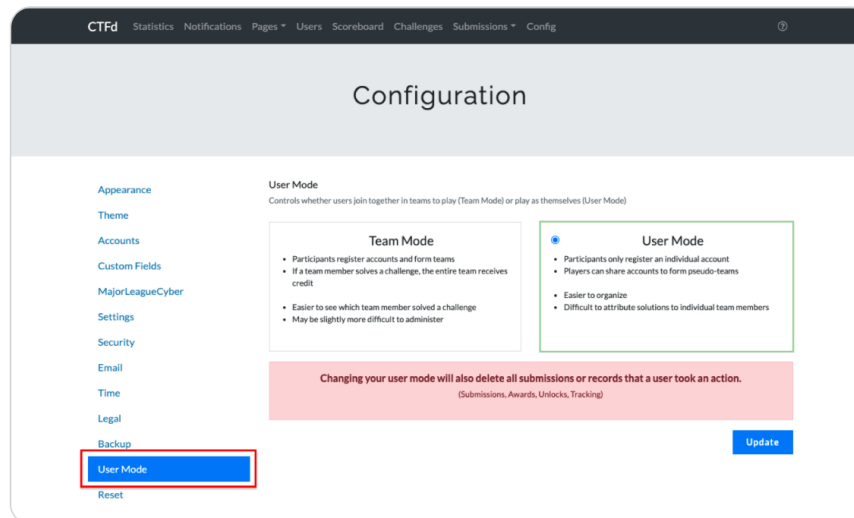 CTFd Statistics Notifications Pages Users Scoreboard Challenges Submissions Config
Configuration
Appearance
Theme
Accounts
Custom Fields
MajorLeagueCyber
Settings
Security
Email
Time
Legal
Backup
User Mode
Reset
User Mode
Controls whether users join together in teams to play (Team Mode) or play as themselves (User Mode)
Team Mode
• Participants register accounts and form teams
• If a team member solves a challenge, the entire team receives
credit
• Easier to see which team member solved a challenge
• May be slightly more difficult to administer
User Mode
• Participants only register an individual account
• Players can share accounts to form pseudo-teams
• Easier to organize
• Difficult to attribute solutions to individual team members
Changing your user mode will also delete all submissions or records that a user took an action.
(Submissions, Awards, Unlocks, Tracking)
Update